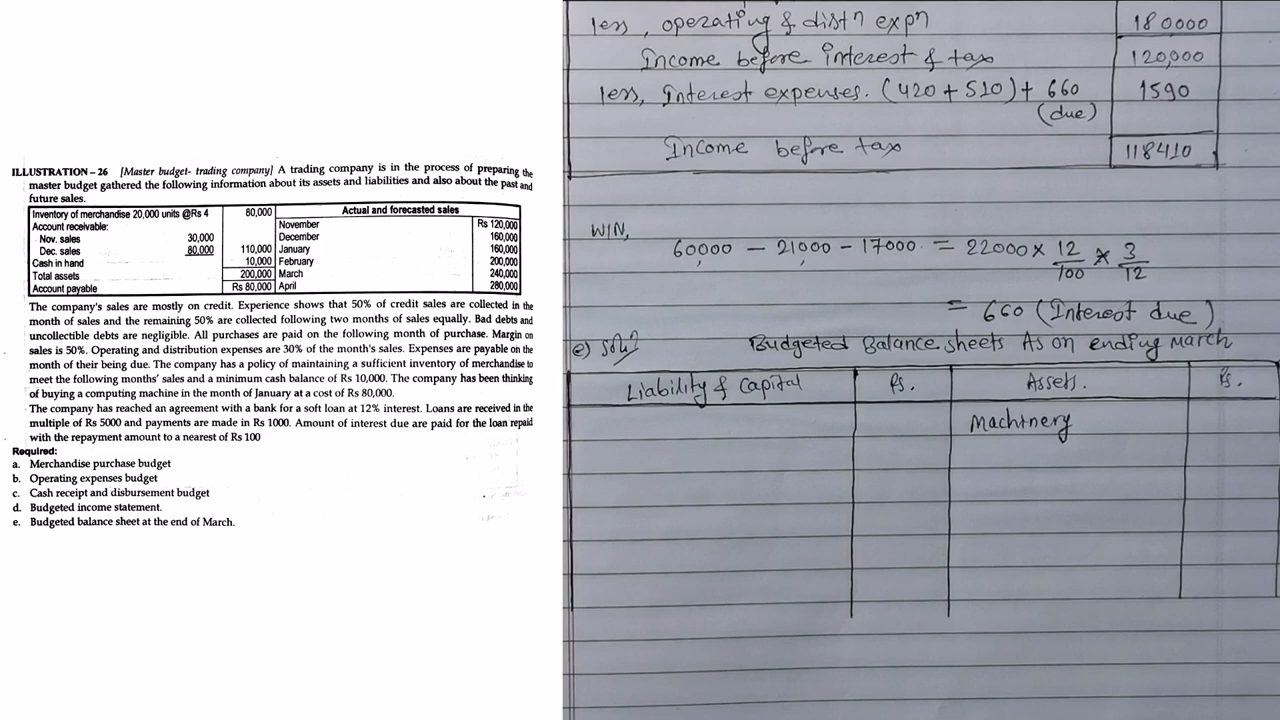 ILLUSTRATION – 26 [Master budget- trading company] A trading company is in the process of preparing the
master budget gathered the following information about its assets and liabilities and also about the past and
future sales.
Inventory of merchandise 20,000 units @Rs 4 80,000 Actual and forecasted sales
Account receivable: November Rs 120,000
Nov. sales 30,000 December 160,000
Dec. sales 80,000 110,000 January 160,000
Cash in hand 10,000 February 200,000
Total assets 200,000 March 240,000
Account payable Rs 80,000 April 280,000
The company's sales are mostly on credit. Experience shows that 50% of credit sales are collected in the
month of sales and the remaining 50% are collected following two months of sales equally. Bad debts and
uncollectible debts are negligible. All purchases are paid on the following month of purchase. Margin on
sales is 50%. Operating and distribution expenses are 30% of the month's sales. Expenses are payable on the
month of their being due. The company has a policy of maintaining a sufficient inventory of merchandise to
meet the following months' sales and a minimum cash balance of Rs 10,000. The company has been thinking
of buying a computing machine in the month of January at a cost of Rs 80,000.
The company has reached an agreement with a bank for a soft loan at 12% interest. Loans are received in the
multiple of Rs 5000 and payments are made in Rs 1000. Amount of interest due are paid for the loan repaid
with the repayment amount to a nearest of Rs 100
Required:
a. Merchandise purchase budget
b. Operating expenses budget
c. Cash receipt and disbursement budget
d. Budgeted income statement.
e. Budgeted balance sheet at the end of March.
less, operating & distn expn 180000
Income before interest & tax 120,000
less, Interest expenses. (420 + 510) + 660 1590
(due)
Income before tax 118410
W/N,
60000 – 21000 – 17000. = 22000 × 12/100 × 3/12
= 660 (Interest due)
e) soln Budgeted Balance sheets As on ending March
Liability & capital Rs. Assets. Rs.
Machinery